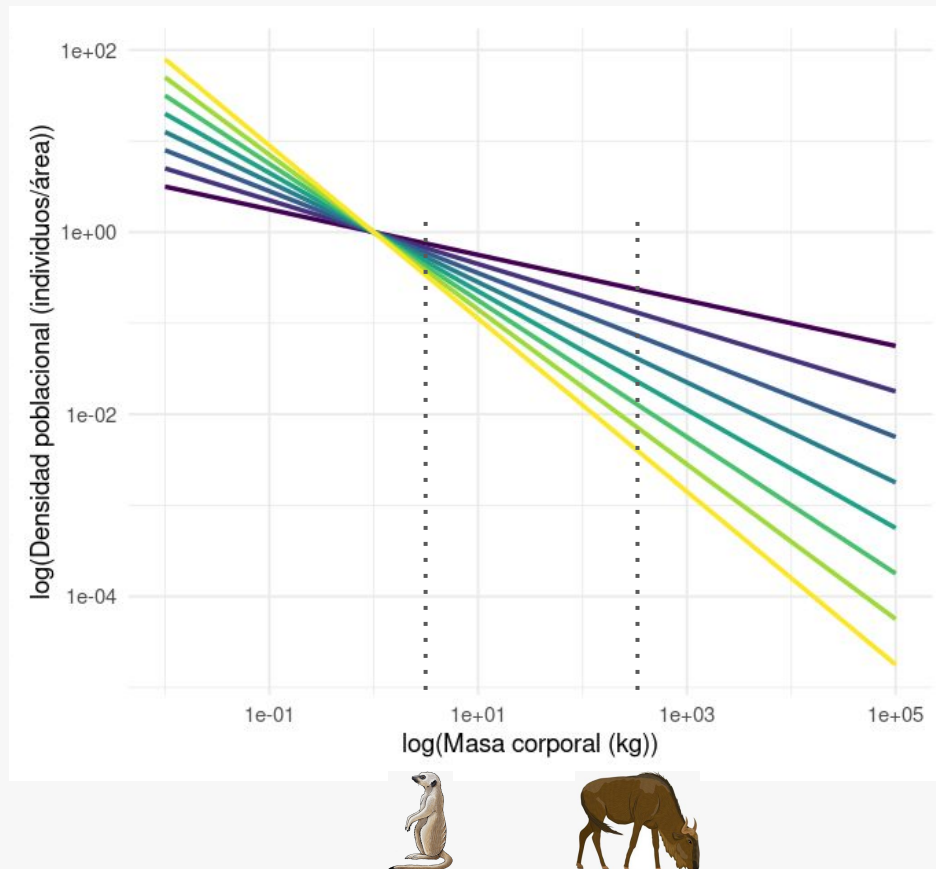 1e+02
1e+00
1e-02
1e-04
log(Densidad poblacional (individuos/área))
1e-01
1e+01
1e+03
1e+05
log(Masa corporal (kg))